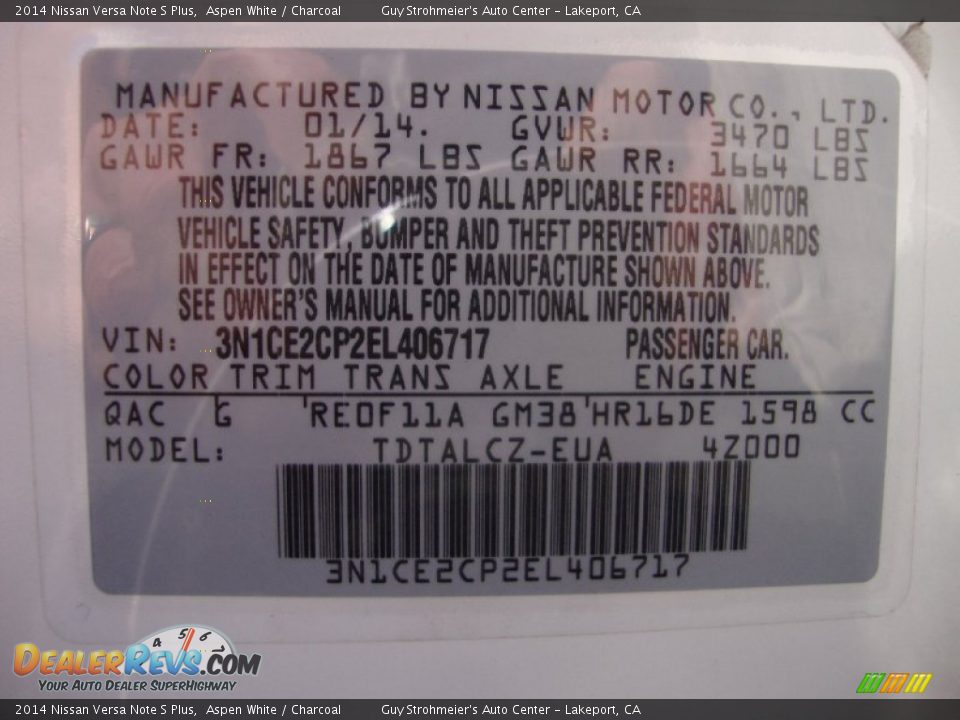 2014 Nissan Versa Note S Plus, Aspen White / Charcoal Guy Strohmeier's Auto Center - Lakeport, CA
MANUFACTURED BY NISSAN MOTOR CO., LTD.
DATE: 01/14. GVWR: 3470 LBS
GAWR FR: 1867 LBS GAWR RR: 1664 LBS
THIS VEHICLE CONFORMS TO ALL APPLICABLE FEDERAL MOTOR
VEHICLE SAFETY, BUMPER AND THEFT PREVENTION STANDARDS
IN EFFECT ON THE DATE OF MANUFACTURE SHOWN ABOVE.
SEE OWNER'S MANUAL FOR ADDITIONAL INFORMATION.
VIN: 3N1CE2CP2EL406717 PASSENGER CAR.
COLOR TRIM TRANS AXLE ENGINE
QAC G RE0F11A GM38 HR16DE 1598 CC
MODEL: TDTALCZ-EUA 4Z000
3N1CE2CP2EL406717
4 5 6
DEALERREVS.COM
YOUR AUTO DEALER SUPERHIGHWAY
2014 Nissan Versa Note S Plus, Aspen White / Charcoal Guy Strohmeier's Auto Center - Lakeport, CA